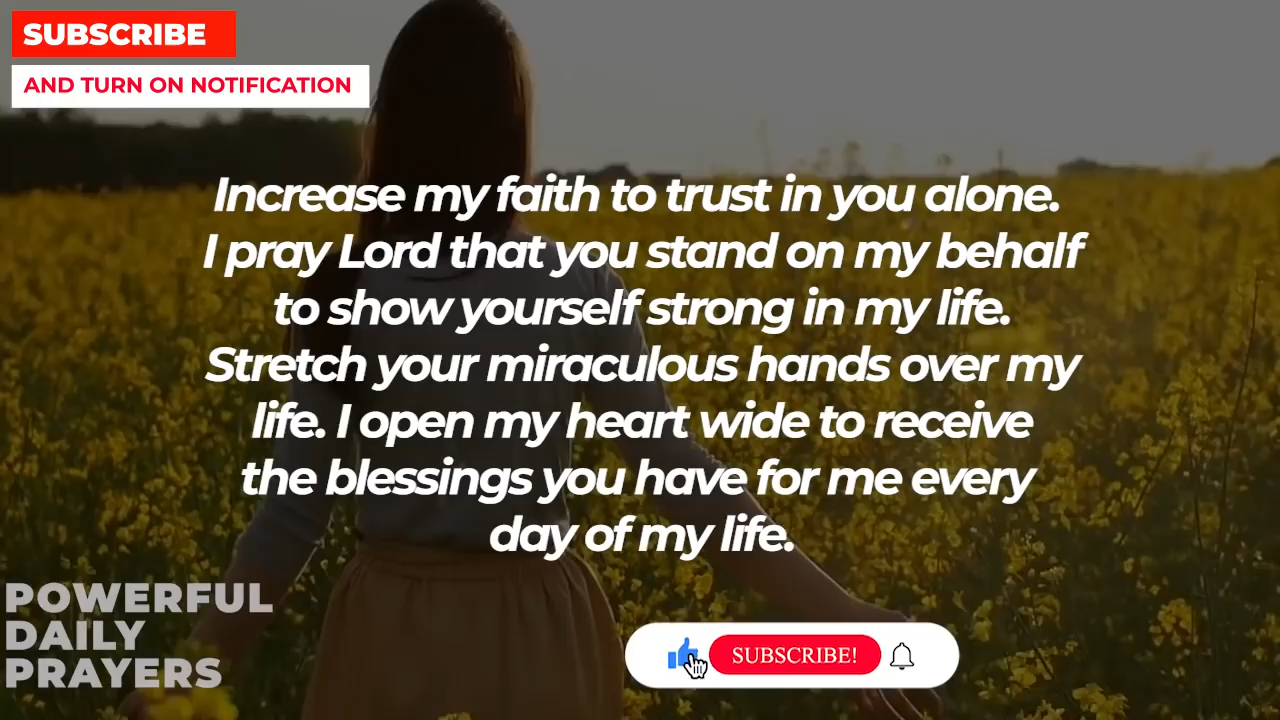 SUBSCRIBE
AND TURN ON NOTIFICATION
Increase my faith to trust in you alone.
I pray Lord that you stand on my behalf
to show yourself strong in my life.
Stretch your miraculous hands over my
life. I open my heart wide to receive
the blessings you have for me every
day of my life.
POWERFUL
DAILY
PRAYERS
SUBSCRIBE!